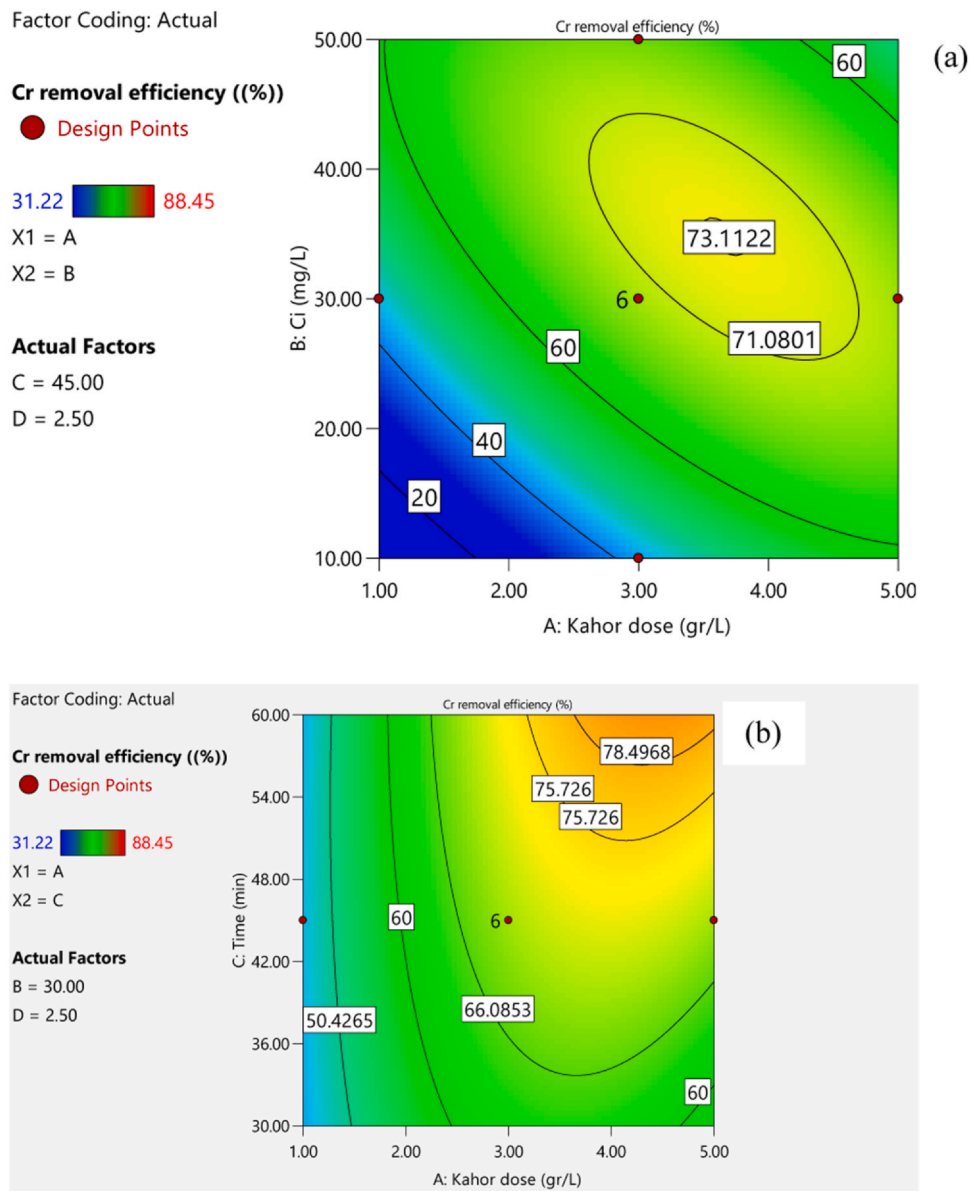 Factor Coding: Actual
Cr removal efficiency ((%))
Design Points
31.22 88.45
X1 = A
X2 = B
Actual Factors
C = 45.00
D = 2.50
Cr removal efficiency (%)
(a)
B: Ci (mg/L)
50.00
40.00
30.00
20.00
10.00
60
73.1122
6
71.0801
60
40
20
1.00 2.00 3.00 4.00 5.00
A: Kahor dose (gr/L)
Factor Coding: Actual
Cr removal efficiency ((%))
Design Points
31.22 88.45
X1 = A
X2 = C
Actual Factors
B = 30.00
D = 2.50
Cr removal efficiency (%)
(b)
C: Time (min)
60.00
54.00
48.00
42.00
36.00
30.00
78.4968
75.726
75.726
60
6
66.0853
50.4265
60
1.00 2.00 3.00 4.00 5.00
A: Kahor dose (gr/L)